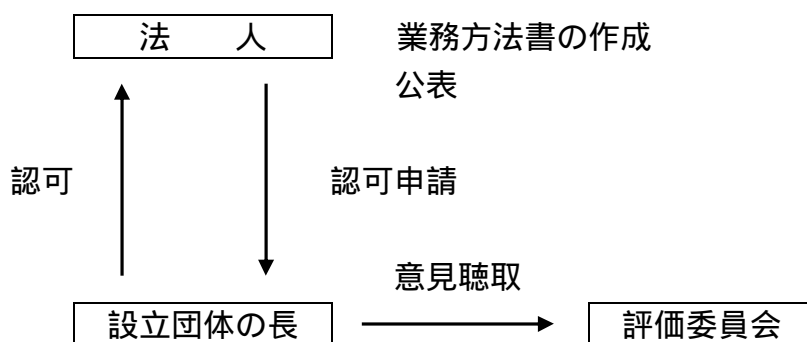 法　　人　　業務方法書の作成
公表
認可　　認可申請
意見聴取
設立団体の長　　評価委員会